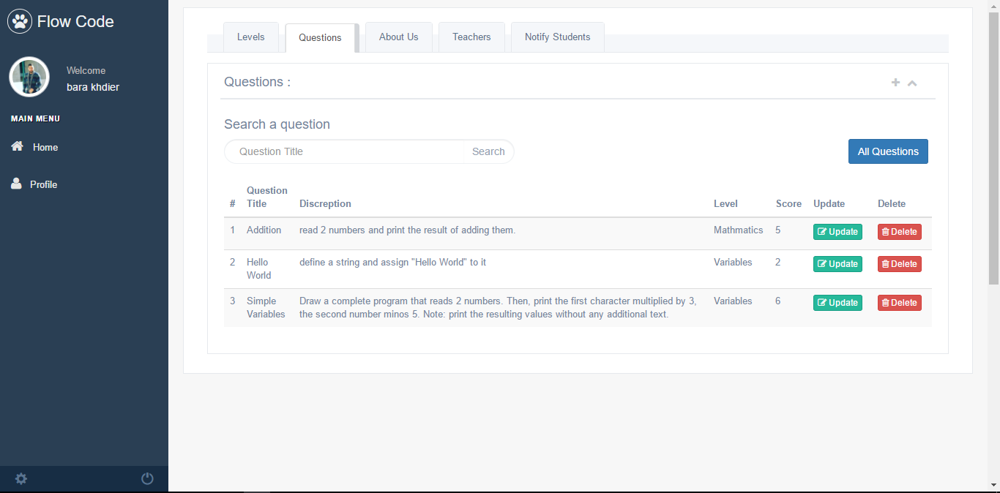 Flow Code
Welcome
bara khdier
MAIN MENU
Home
Profile
Levels
Questions
About Us
Teachers
Notify Students
Questions :
Search a question
Question Title
Search
All Questions
# Question Title Discreption Level Score Update Delete
1 Addition read 2 numbers and print the result of adding them. Mathmatics 5 Update Delete
2 Hello define a string and assign "Hello World" to it Variables 2 Update Delete
World
3 Simple Draw a complete program that reads 2 numbers. Then, print the first character multiplied by 3, Variables 6 Update Delete
Variables the second number minos 5. Note: print the resulting values without any additional text.